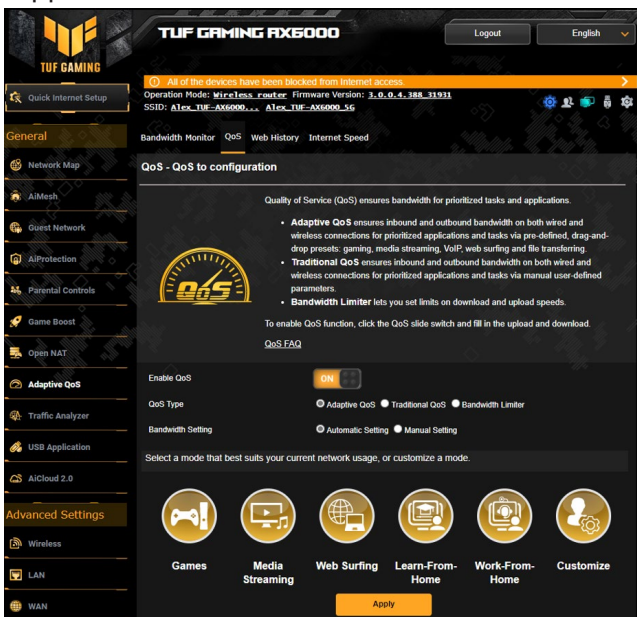 TUF GAMING
TUF GAMING AX6000
Logout
English
All of the devices have been blocked from Internet access.
Quick Internet Setup
Operation Mode: Wireless router Firmware Version: 3.0.0.4.388_31931
SSID: Alex_TUF-AX6000... Alex_TUF-AX6000_5G
General
Network Map
AiMesh
Guest Network
AiProtection
Parental Controls
Game Boost
Open NAT
Adaptive QoS
Traffic Analyzer
USB Application
AiCloud 2.0
Advanced Settings
Wireless
LAN
WAN
Bandwidth Monitor QoS Web History Internet Speed
QoS - QoS to configuration
QoS
Quality of Service (QoS) ensures bandwidth for prioritized tasks and applications.
• Adaptive QoS ensures inbound and outbound bandwidth on both wired and
wireless connections for prioritized applications and tasks via pre-defined, drag-and-
drop presets: gaming, media streaming, VoIP, web surfing and file transferring.
• Traditional QoS ensures inbound and outbound bandwidth on both wired and
wireless connections for prioritized applications and tasks via manual user-defined
parameters.
• Bandwidth Limiter lets you set limits on download and upload speeds.
To enable QoS function, click the QoS slide switch and fill in the upload and download.
QoS FAQ
Enable QoS
ON
QoS Type
Adaptive QoS Traditional QoS Bandwidth Limiter
Bandwidth Setting
Automatic Setting Manual Setting
Select a mode that best suits your current network usage, or customize a mode.
Games
Media
Streaming
Web Surfing
Learn-From-
Home
Work-From-
Home
Customize
Apply